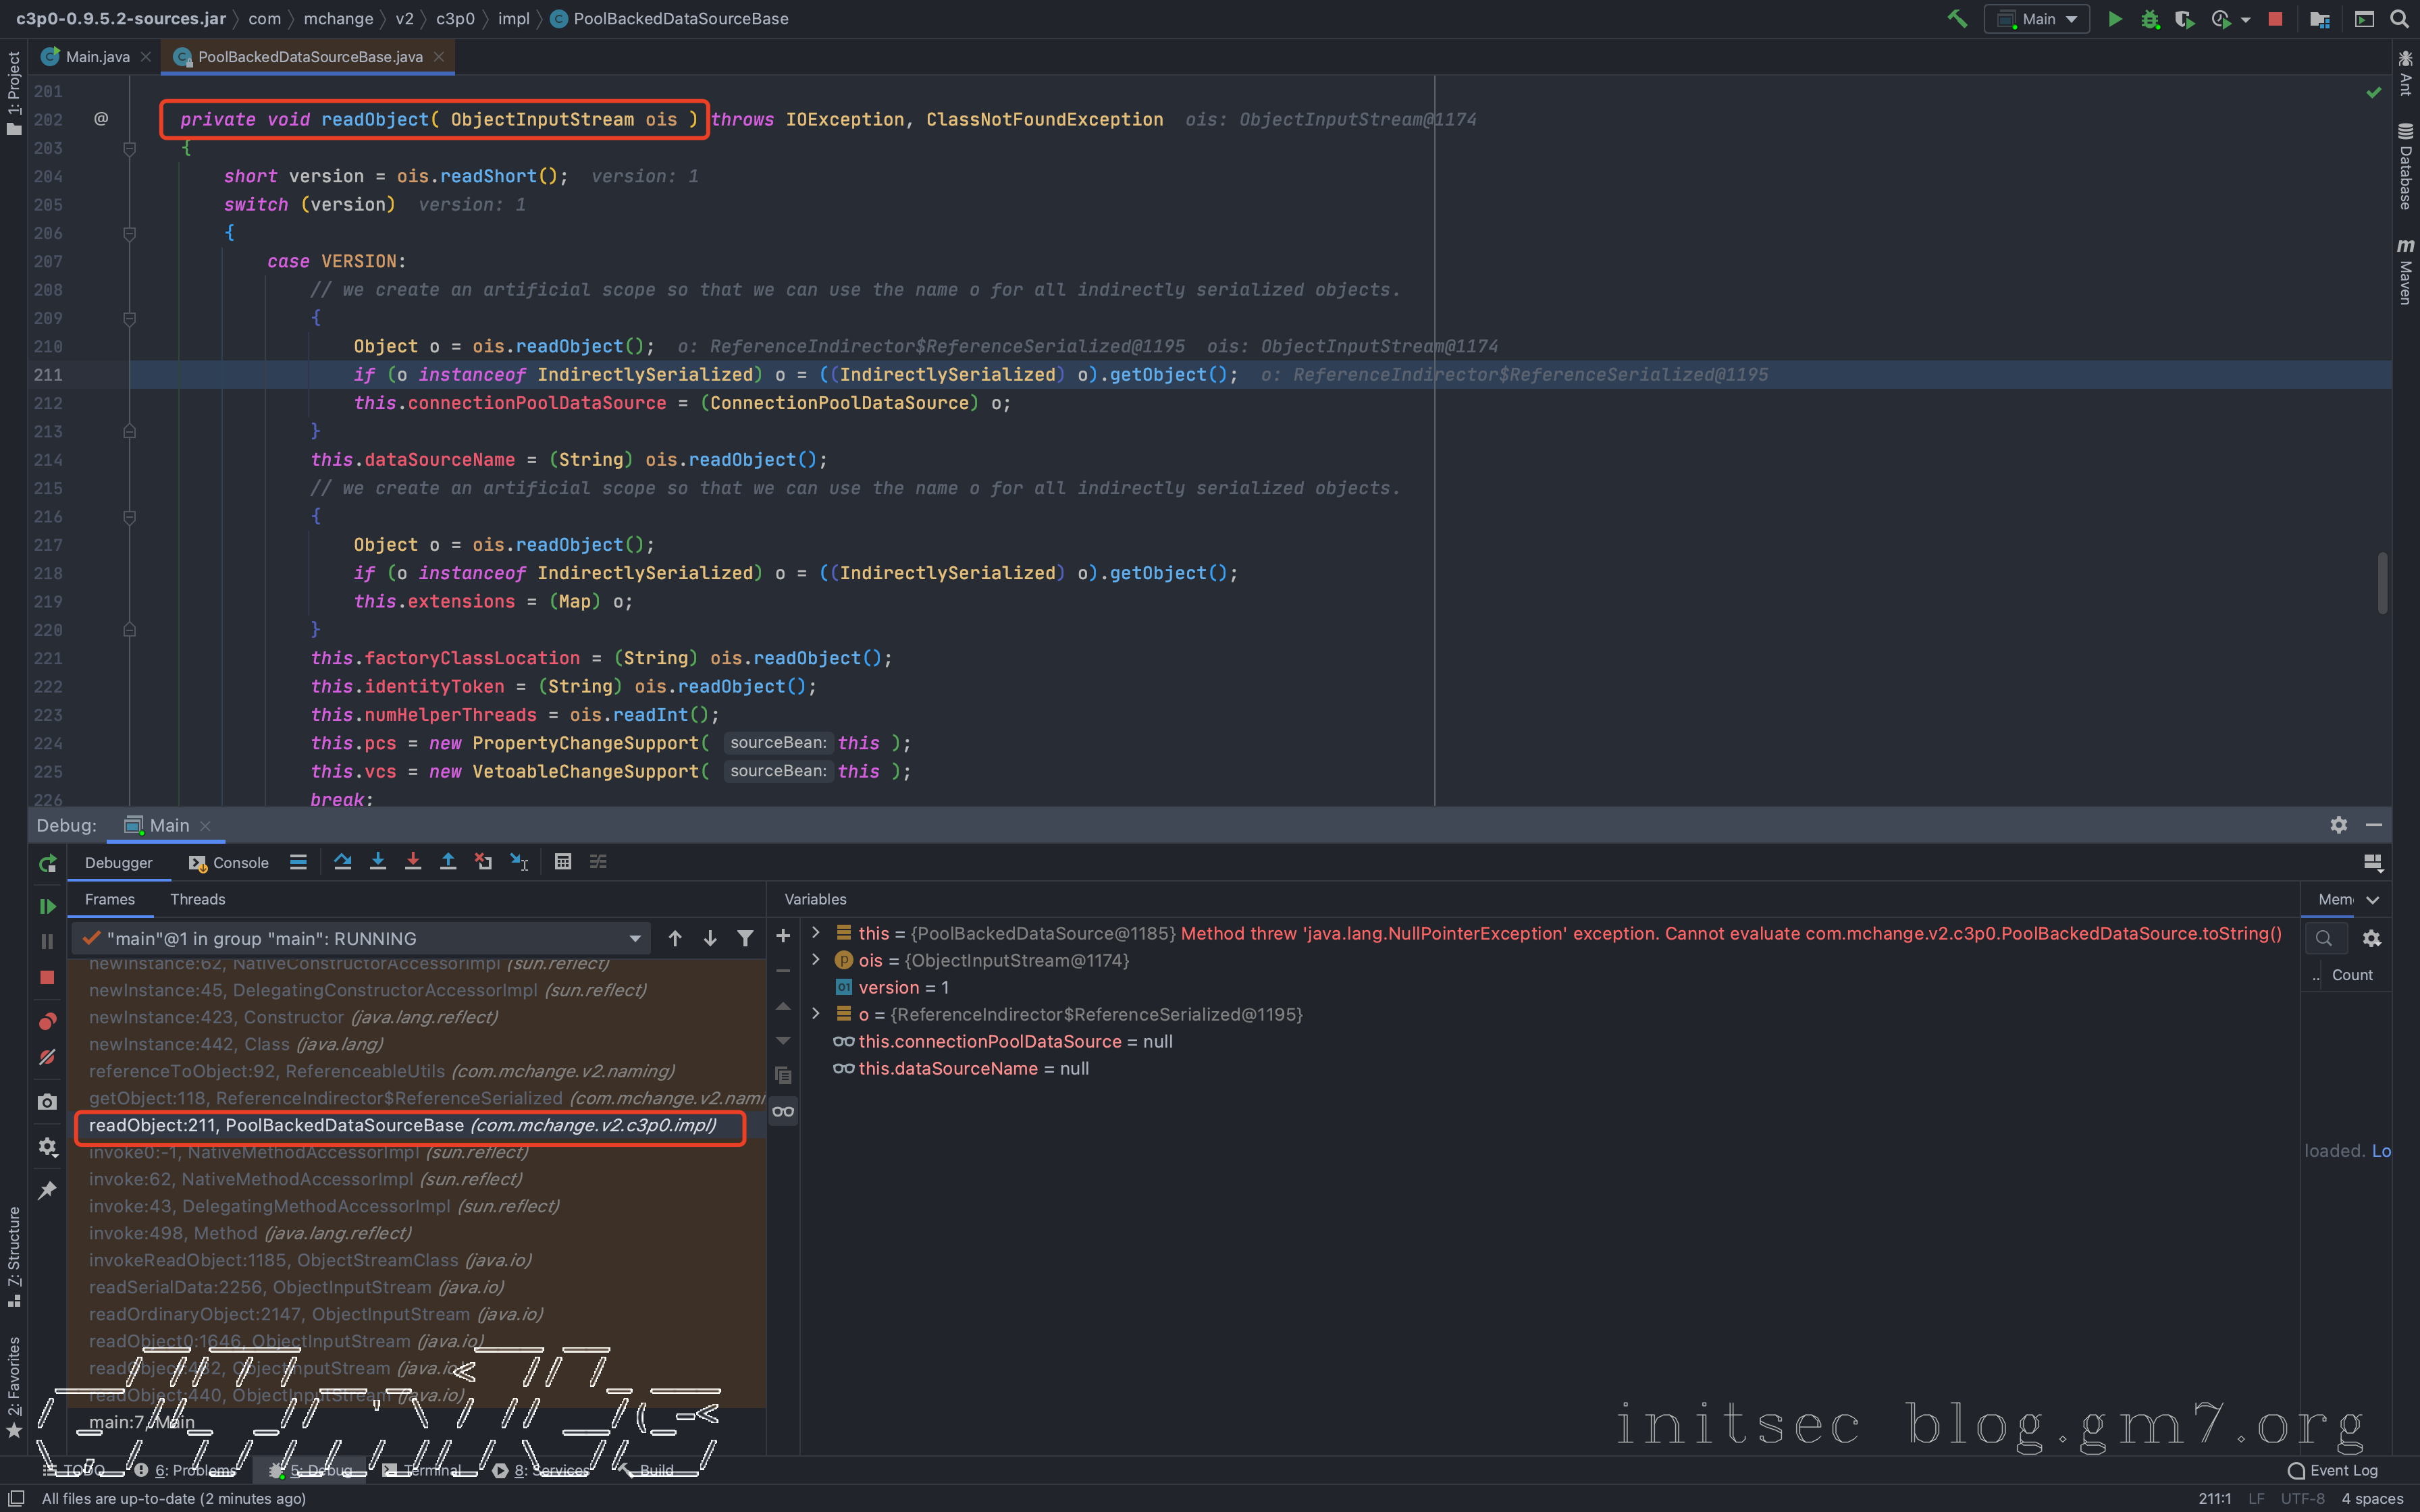 c3p0-0.9.5.2-sources.jar 〉 com 〉 mchange 〉 v2 〉 c3p0 〉 impl 〉 C PoolBackedDataSourceBase
Main
Main.java
PoolBackedDataSourceBase.java
1: Project
Ant
Database
Maven
201
202 @ private void readObject( ObjectInputStream ois ) throws IOException, ClassNotFoundException ois: ObjectInputStream@1174
203 {
204 short version = ois.readShort(); version: 1
205 switch (version) version: 1
206 {
207 case VERSION:
208 // we create an artificial scope so that we can use the name o for all indirectly serialized objects.
209 {
210 Object o = ois.readObject(); o: ReferenceIndirector$ReferenceSerialized@1195 ois: ObjectInputStream@1174
211 if (o instanceof IndirectlySerialized) o = ((IndirectlySerialized) o).getObject(); o: ReferenceIndirector$ReferenceSerialized@1195
212 this.connectionPoolDataSource = (ConnectionPoolDataSource) o;
213 }
214 this.dataSourceName = (String) ois.readObject();
215 // we create an artificial scope so that we can use the name o for all indirectly serialized objects.
216 {
217 Object o = ois.readObject();
218 if (o instanceof IndirectlySerialized) o = ((IndirectlySerialized) o).getObject();
219 this.extensions = (Map) o;
220 }
221 this.factoryClassLocation = (String) ois.readObject();
222 this.identityToken = (String) ois.readObject();
223 this.numHelperThreads = ois.readInt();
224 this.pcs = new PropertyChangeSupport( sourceBean: this );
225 this.vcs = new VetoableChangeSupport( sourceBean: this );
226 break;
Debug: Main
Debugger Console
Frames Threads
Variables
Mem
"main"@1 in group "main": RUNNING
newInstance:62, NativeConstructorAccessorImpl (sun.reflect)
newInstance:45, DelegatingConstructorAccessorImpl (sun.reflect)
newInstance:423, Constructor (java.lang.reflect)
newInstance:442, Class (java.lang)
referenceToObject:92, ReferenceableUtils (com.mchange.v2.naming)
getObject:118, ReferenceIndirector$ReferenceSerialized (com.mchange.v2.nami
readObject:211, PoolBackedDataSourceBase (com.mchange.v2.c3p0.impl)
invoke0:-1, NativeMethodAccessorImpl (sun.reflect)
invoke:62, NativeMethodAccessorImpl (sun.reflect)
invoke:43, DelegatingMethodAccessorImpl (sun.reflect)
invoke:498, Method (java.lang.reflect)
invokeReadObject:1185, ObjectStreamClass (java.io)
readSerialData:2256, ObjectInputStream (java.io)
readOrdinaryObject:2147, ObjectInputStream (java.io)
readObject0:1646, ObjectInputStream (java.io)
readObject:482, ObjectInputStream (java.io)
readObject:440, ObjectInputStream (java.io)
main:7, Main
this = {PoolBackedDataSource@1185} Method threw 'java.lang.NullPointerException' exception. Cannot evaluate com.mchange.v2.c3p0.PoolBackedDataSource.toString()
ois = {ObjectInputStream@1174}
version = 1
o = {ReferenceIndirector$ReferenceSerialized@1195}
this.connectionPoolDataSource = null
this.dataSourceName = null
.. Count
loaded. Lo
7: Structure
2: Favorites
initsec blog.gm7.org
TODO 6: Problems 5: Debug Terminal 8: Services Build
Event Log
All files are up-to-date (2 minutes ago)
211:1 LF UTF-8 4 spaces